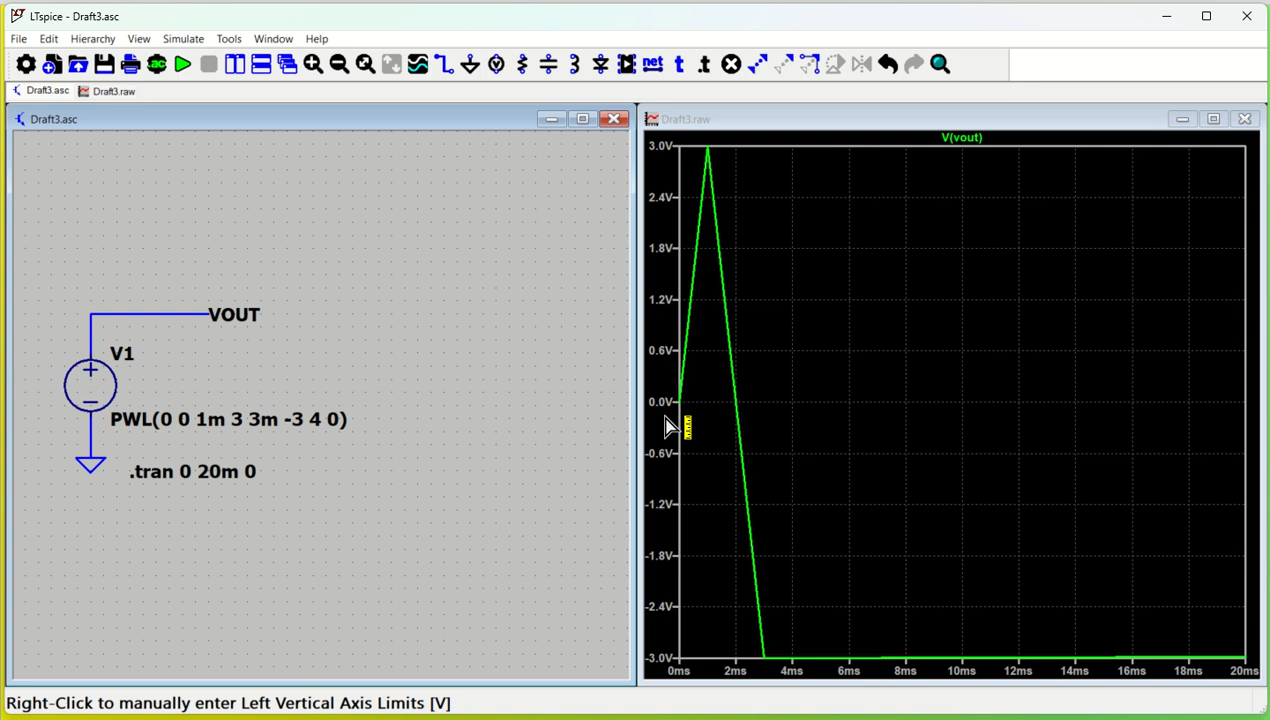 LTspice - Draft3.asc
File Edit Hierarchy View Simulate Tools Window Help
.ac net t .t
Draft3.asc Draft3.raw
Draft3.asc
VOUT
V1
PWL(0 0 1m 3 3m -3 4 0)
.tran 0 20m 0
Draft3.raw
V(vout)
3.0V
2.4V
1.8V
1.2V
0.6V
0.0V
-0.6V
-1.2V
-1.8V
-2.4V
-3.0V
0ms 2ms 4ms 6ms 8ms 10ms 12ms 14ms 16ms 18ms 20ms
Right-Click to manually enter Left Vertical Axis Limits [V]